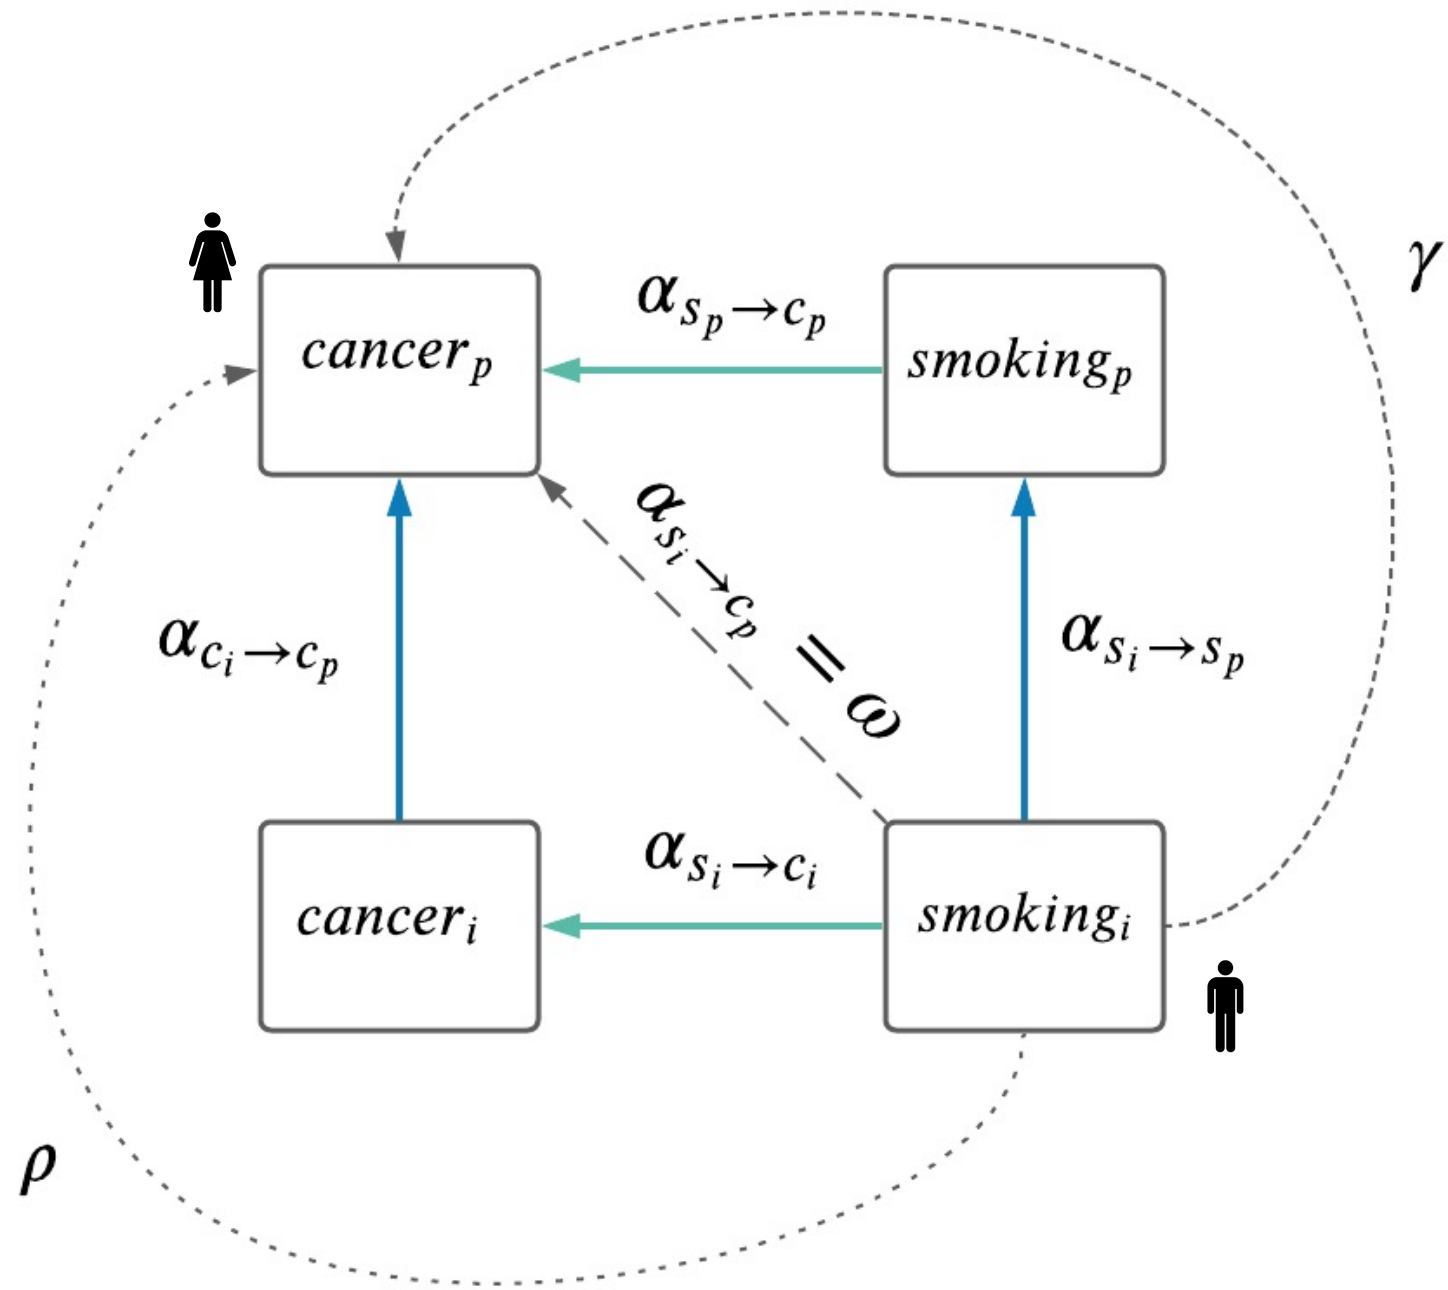 γ
α_{s_p→c_p}
cancer_p
smoking_p
α_{s_i→c_p} = ω
α_{c_i→c_p}
α_{s_i→s_p}
α_{s_i→c_i}
cancer_i
smoking_i
ρ